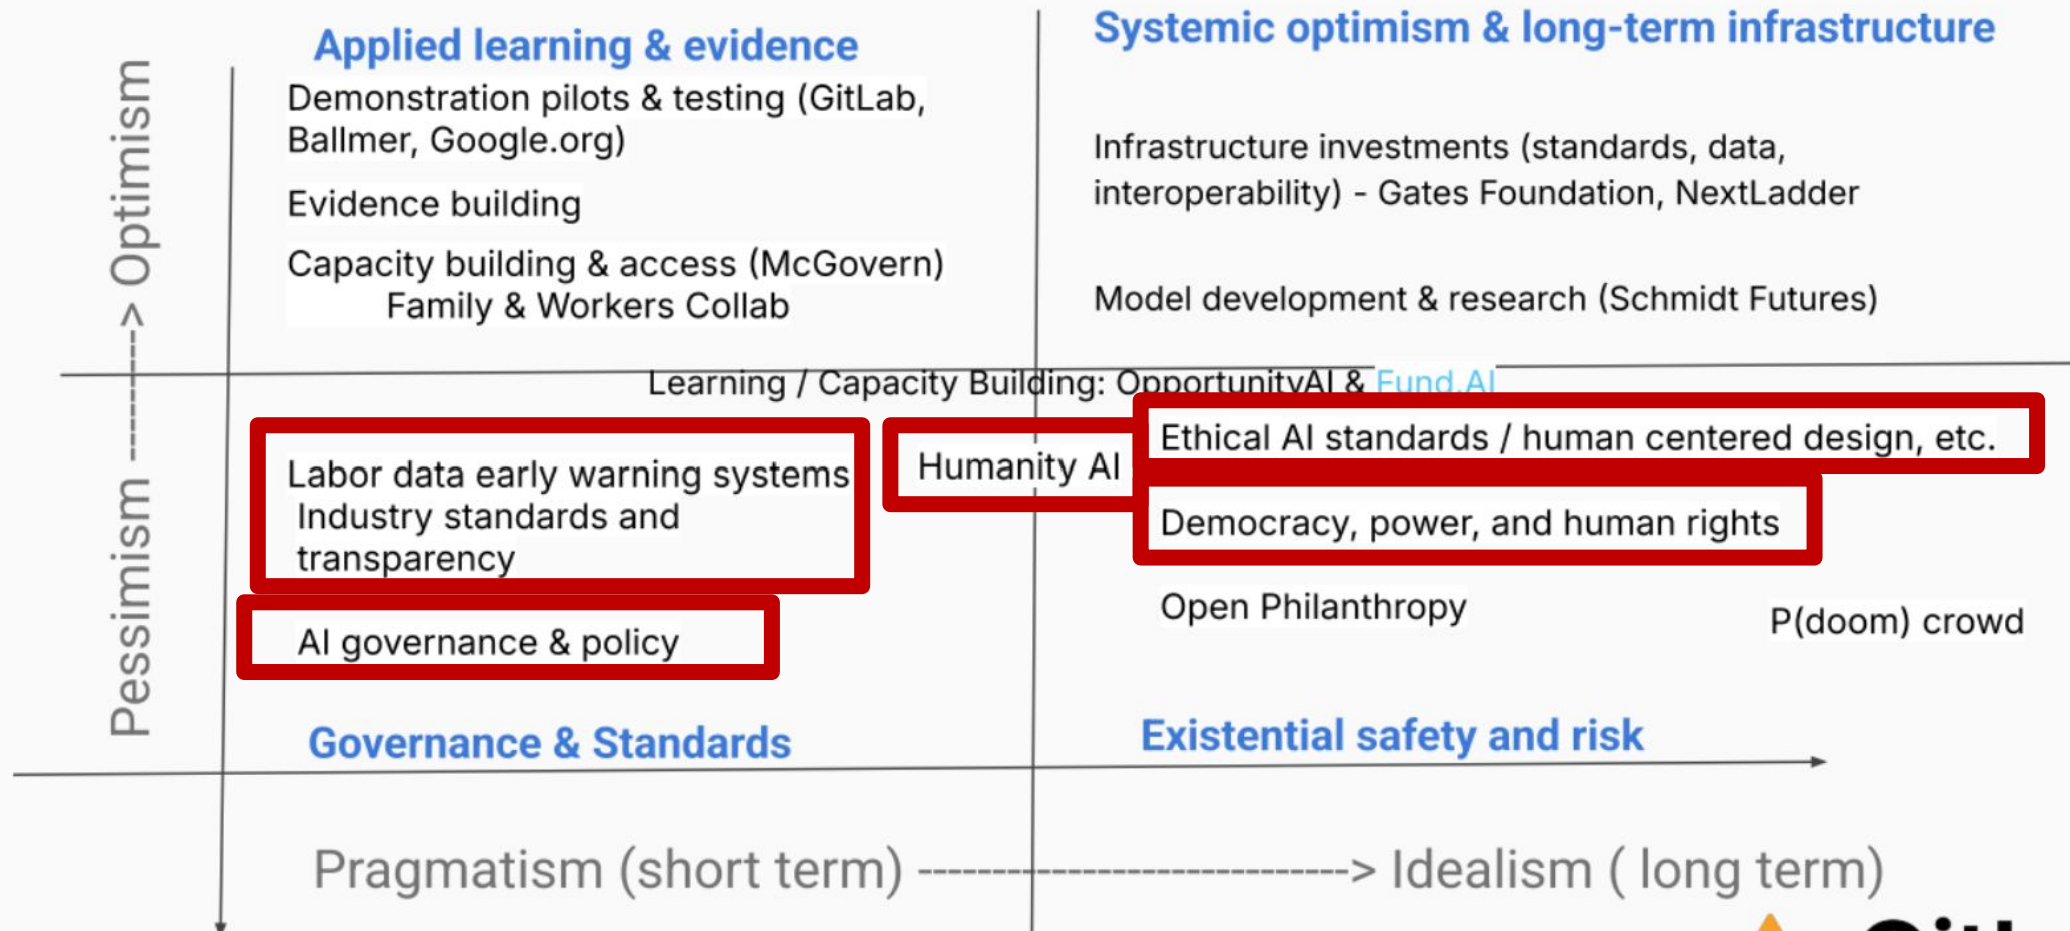 Applied learning & evidence
Demonstration pilots & testing (GitLab,
Ballmer, Google.org)
Evidence building
Capacity building & access (McGovern)
Family & Workers Collab
Systemic optimism & long-term infrastructure
Infrastructure investments (standards, data,
interoperability) - Gates Foundation, NextLadder
Model development & research (Schmidt Futures)
Pessimism ----------> Optimism
Learning / Capacity Building: OpportunityAI & Fund.AI
Labor data early warning systems
Industry standards and
transparency
AI governance & policy
Humanity AI
Ethical AI standards / human centered design, etc.
Democracy, power, and human rights
Open Philanthropy
P(doom) crowd
Governance & Standards
Existential safety and risk
Pragmatism (short term) ------------------------------> Idealism ( long term)